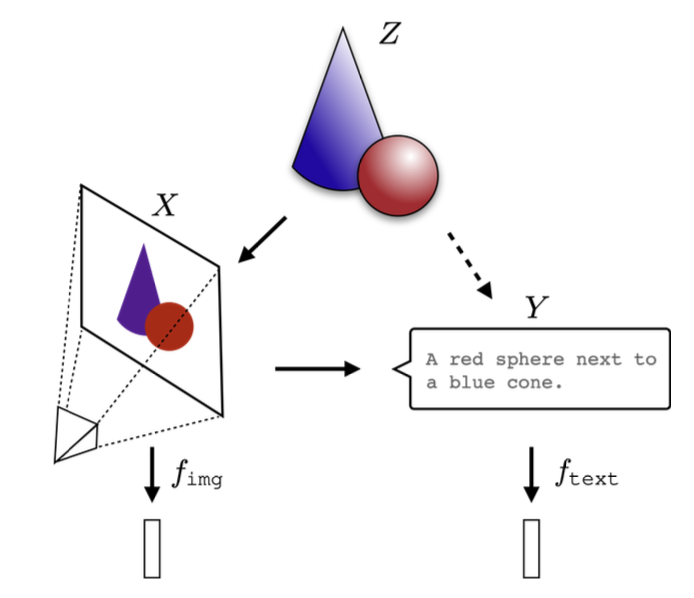 Z
X
Y
A red sphere next to
a blue cone.
f_img
f_text